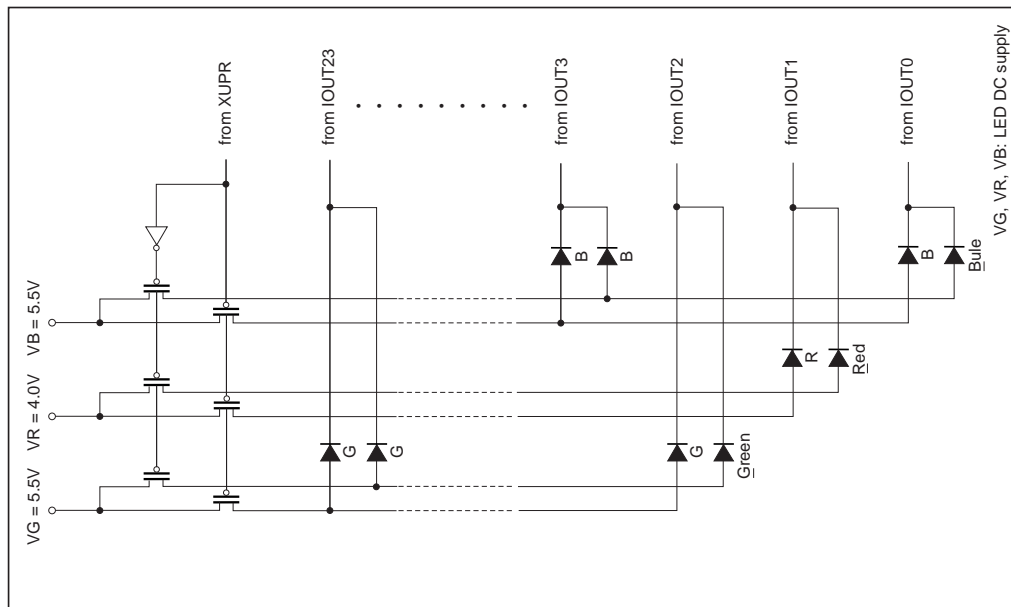 from XUPR
from IOUT23
from IOUT3
from IOUT2
from IOUT1
from IOUT0
VG, VR, VB: LED DC supply
VB = 5.5V
B
B
B
Bule
VR = 4.0V
R
Red
VG = 5.5V
G
G
G
Green